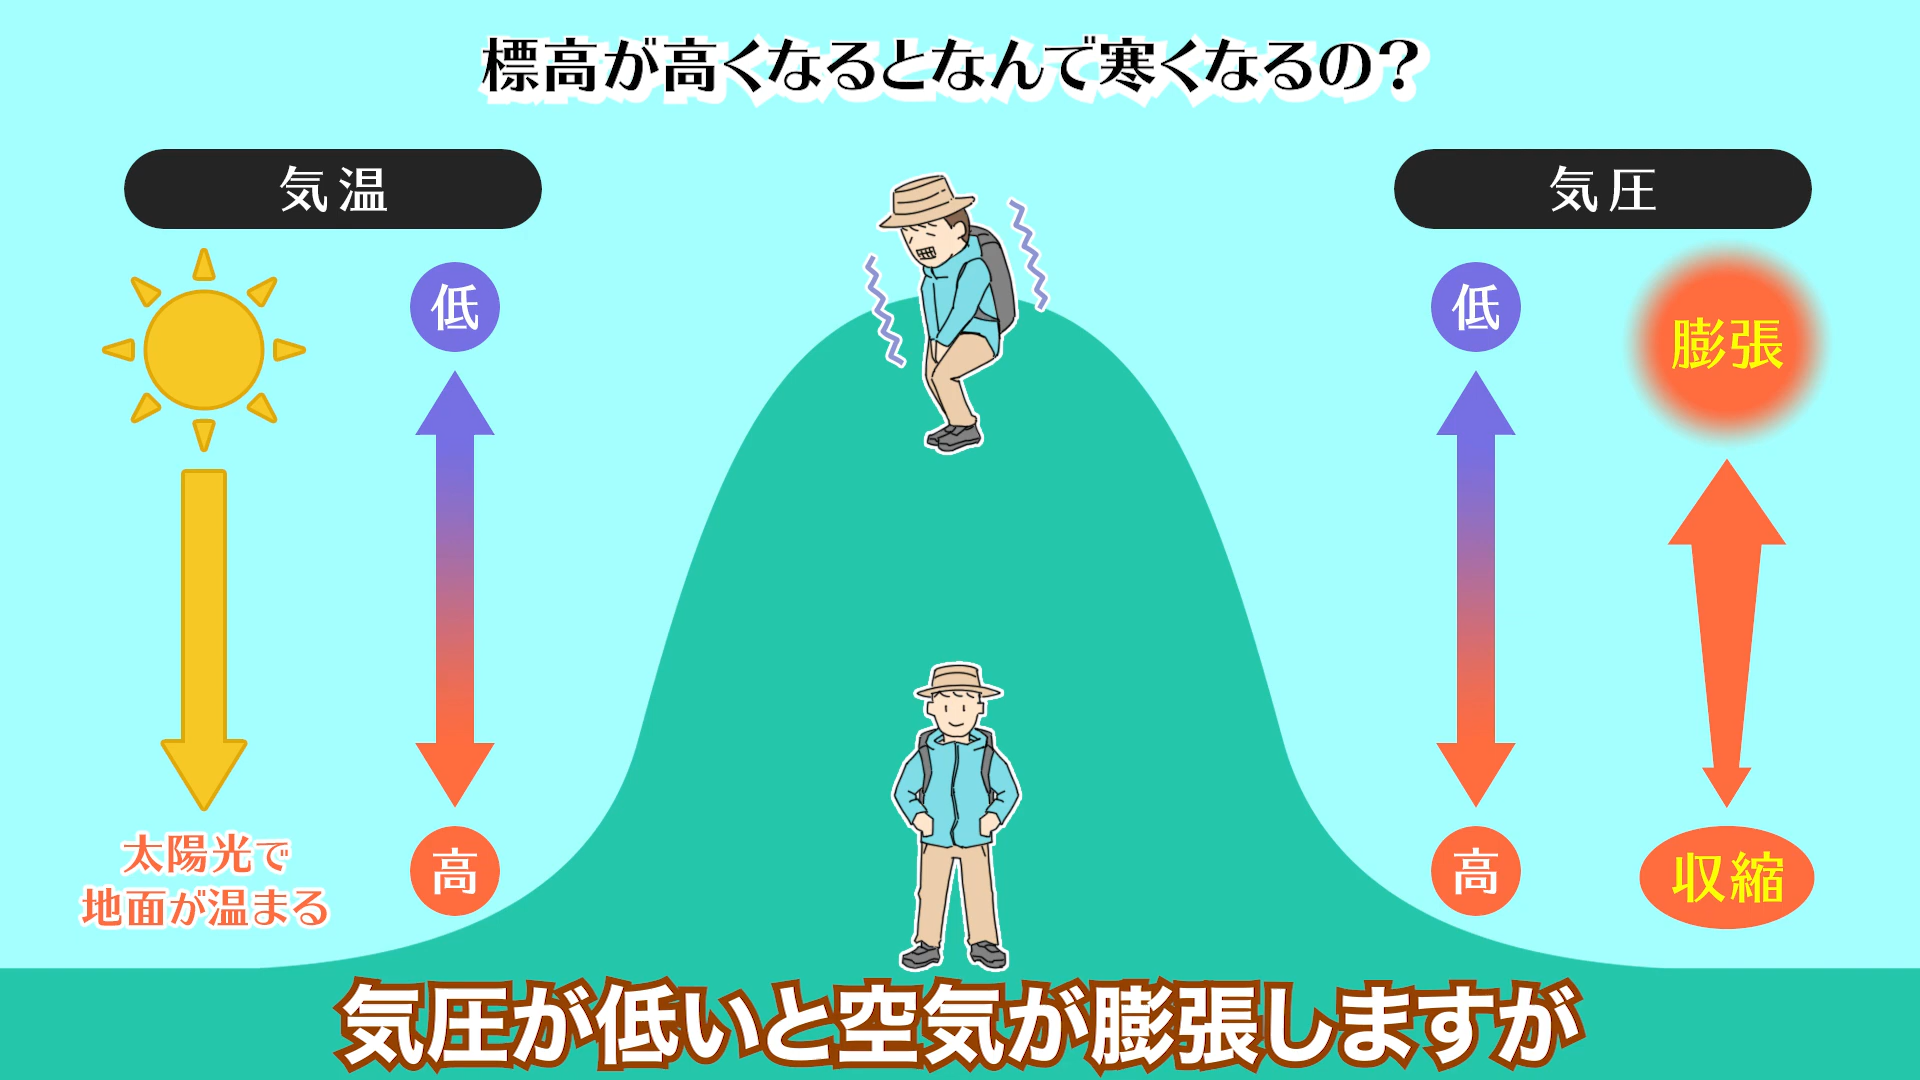 標高が高くなるとなんで寒くなるの？
気温
低
高
太陽光で
地面が温まる
気圧
低
高
膨張
収縮
気圧が低いと空気が膨張しますが